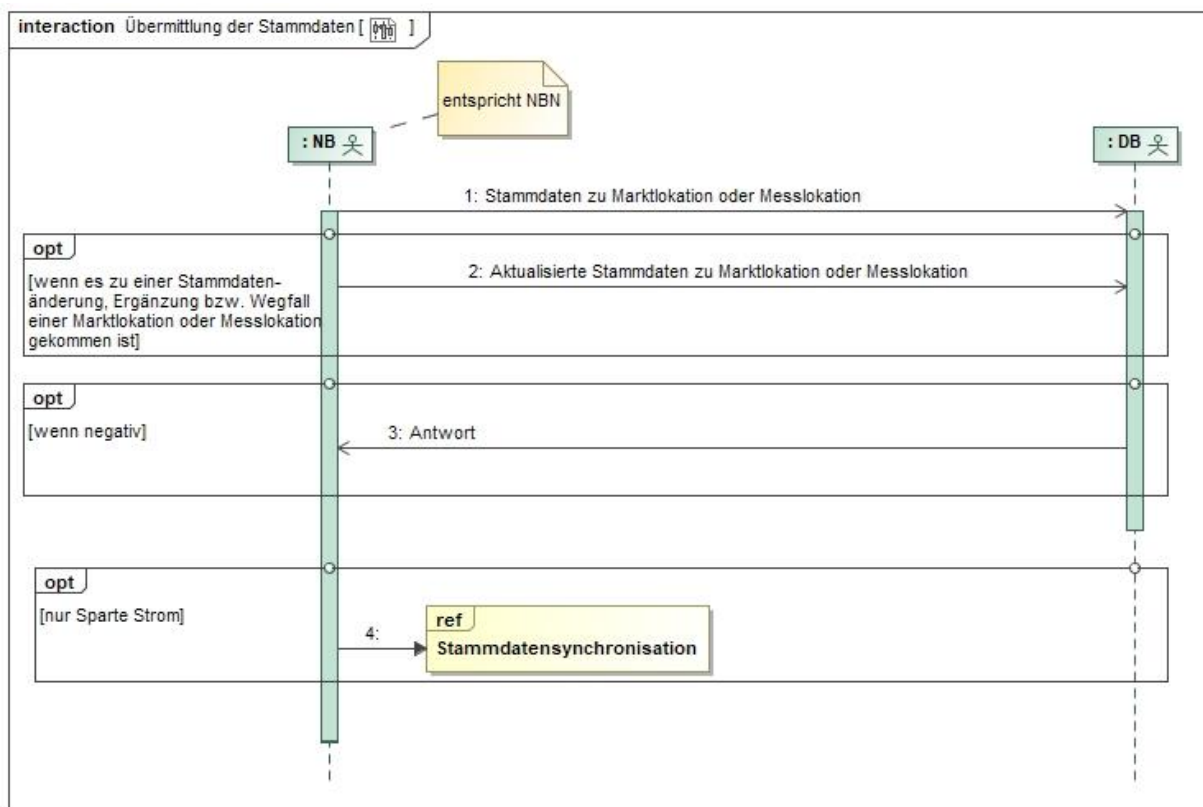 interaction Übermittlung der Stammdaten [ ]
entspricht NBN
: NB
: DB
1: Stammdaten zu Marktlokation oder Messlokation
opt
[wenn es zu einer Stammdaten-
änderung, Ergänzung bzw. Wegfall
einer Marktlokation oder Messlokation
gekommen ist]
2: Aktualisierte Stammdaten zu Marktlokation oder Messlokation
opt
[wenn negativ]
3: Antwort
opt
[nur Sparte Strom]
4:
ref
Stammdatensynchronisation